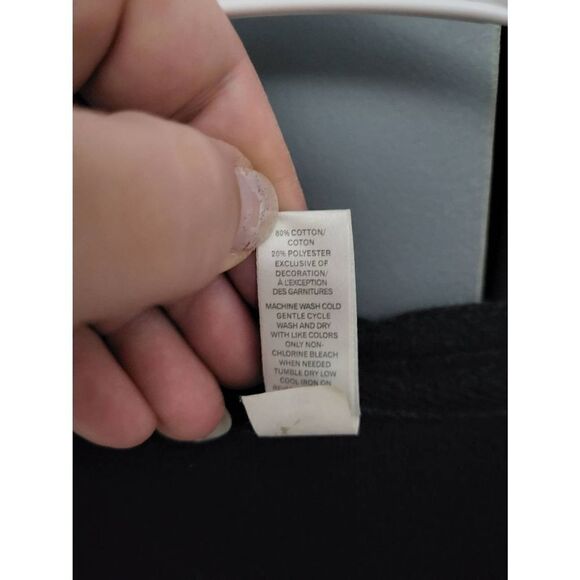 80% COTTON/
COTON
20% POLYESTER
EXCLUSIVE OF
DECORATION/
À L'EXCEPTION
DES GARNITURES
MACHINE WASH COLD
GENTLE CYCLE
WASH AND DRY
WITH LIKE COLORS
ONLY NON-
CHLORINE BLEACH
WHEN NEEDED
TUMBLE DRY LOW
COOL IRON ON